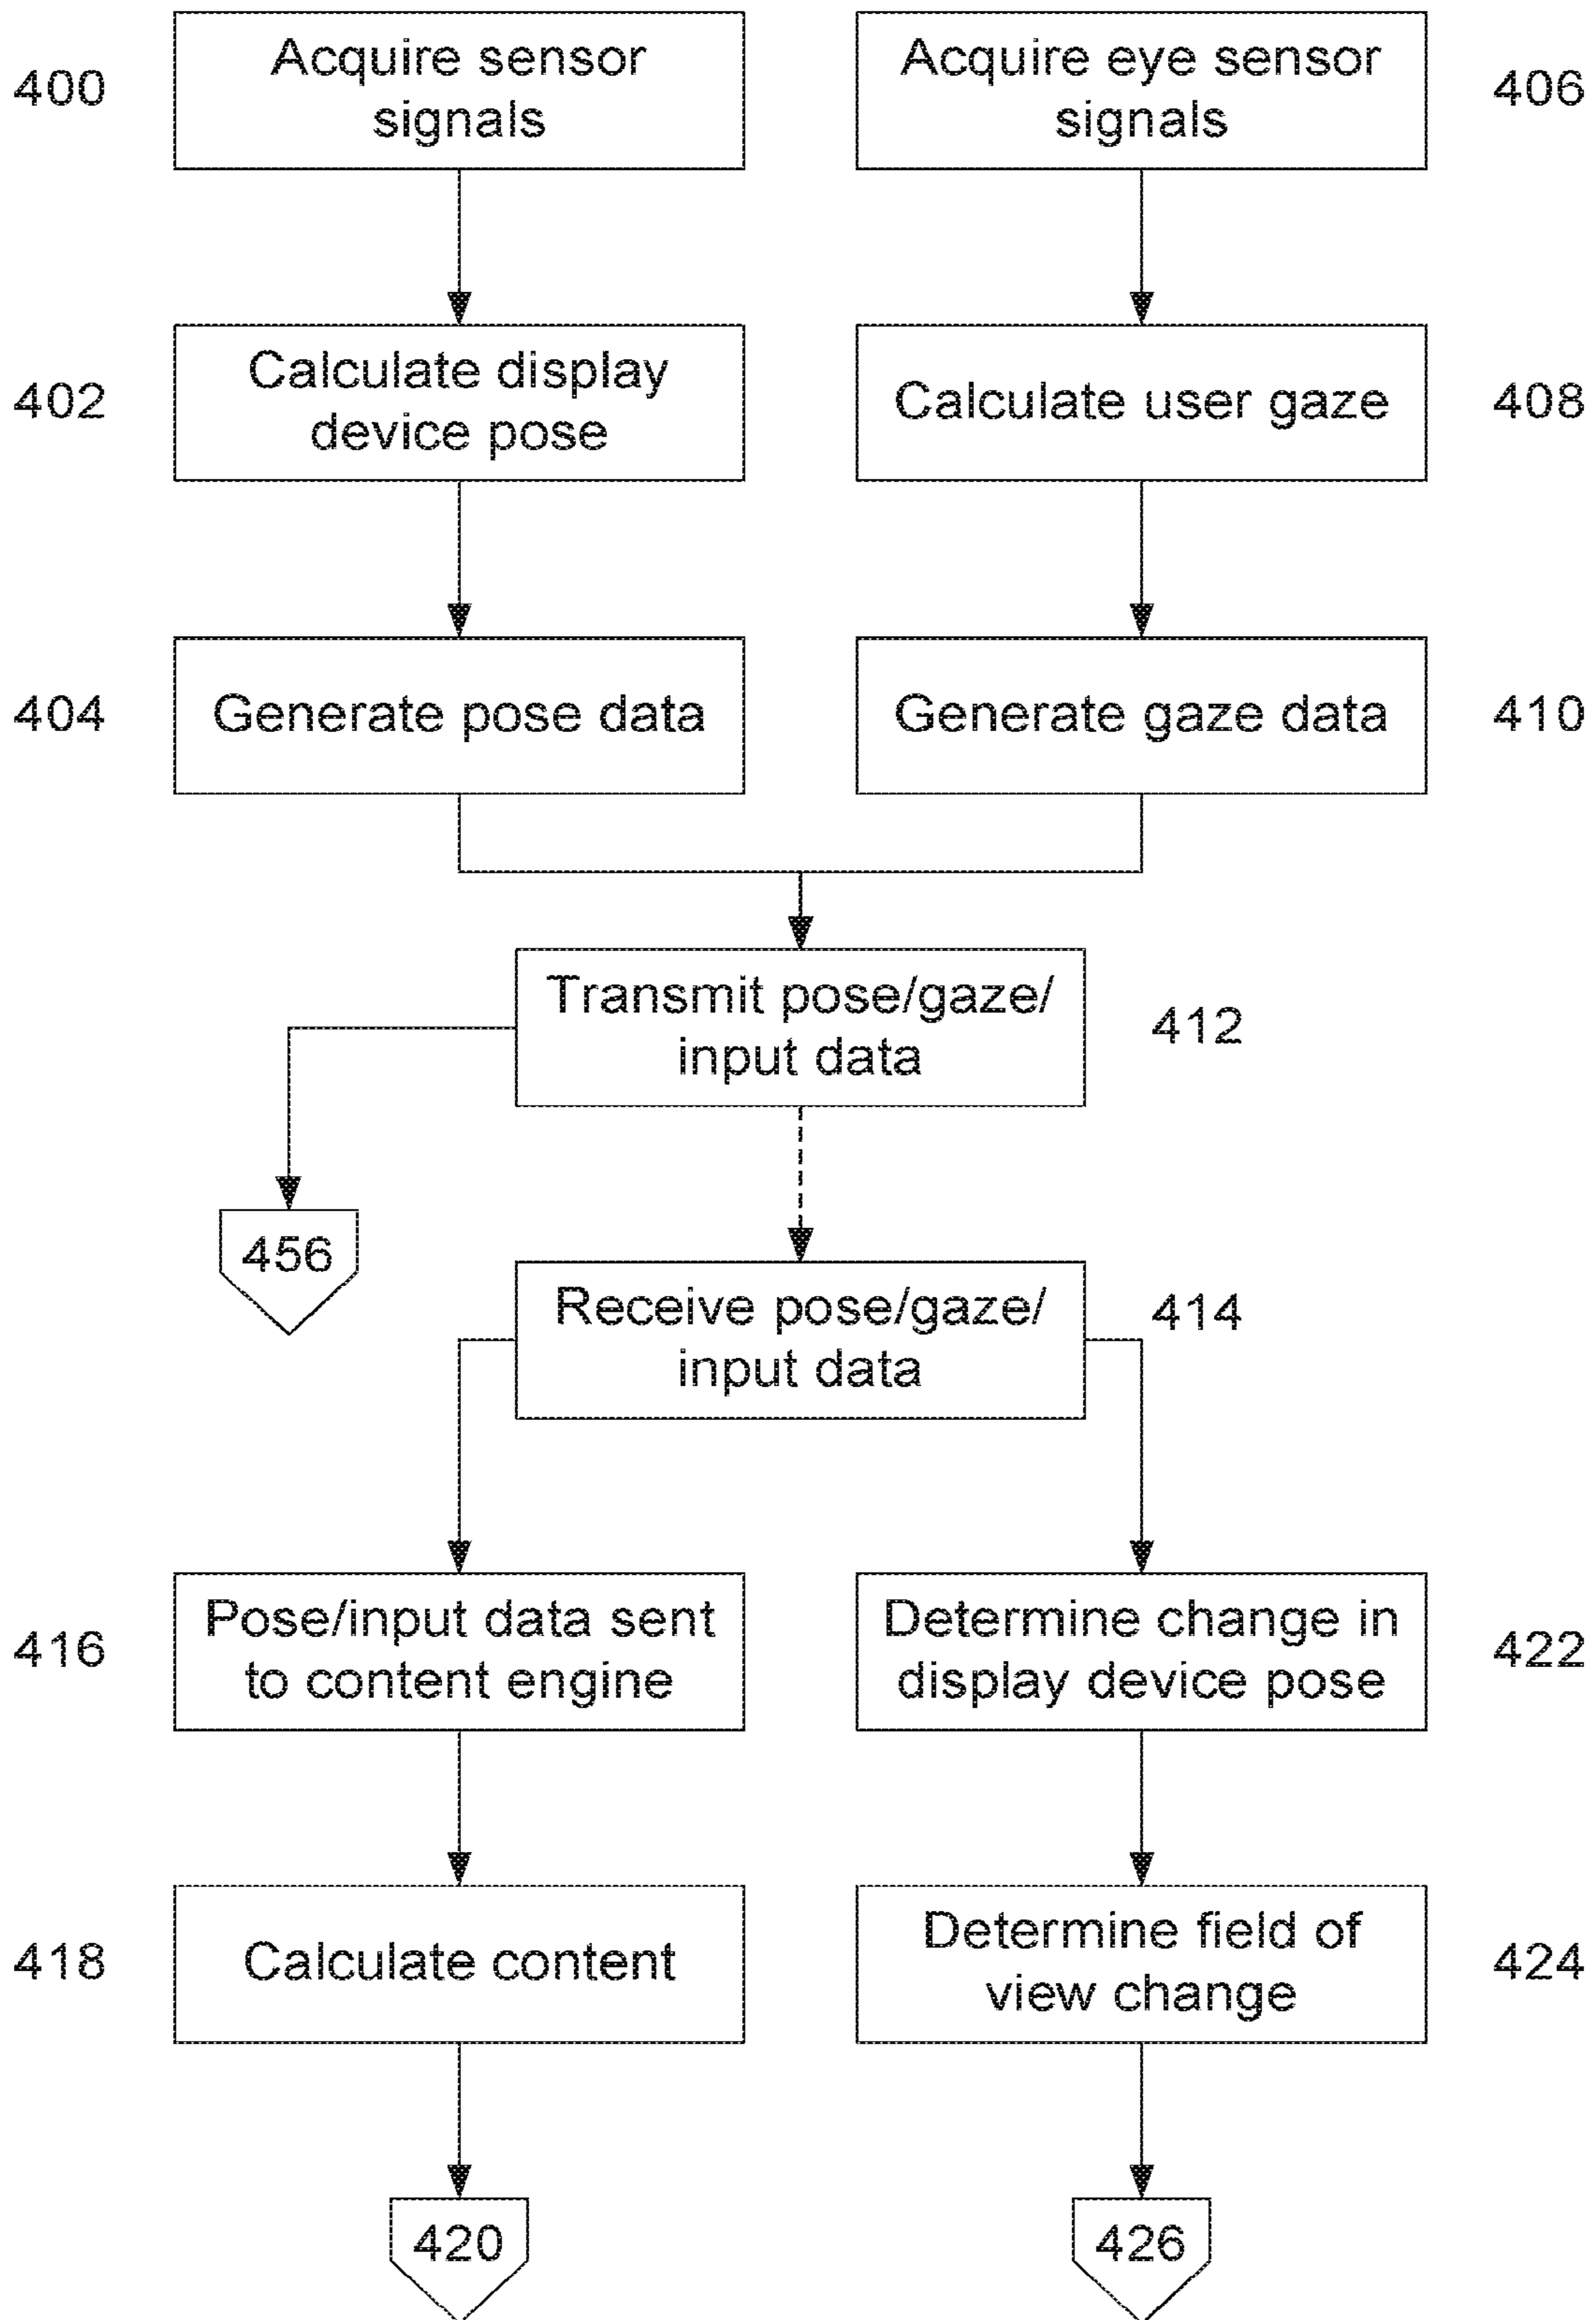 400
Acquire sensor
signals
Acquire eye sensor
signals
406
402
Calculate display
device pose
Calculate user gaze
408
404
Generate pose data
Generate gaze data
410
Transmit pose/gaze/
input data
412
456
Receive pose/gaze/
input data
414
416
Pose/input data sent
to content engine
Determine change in
display device pose
422
418
Calculate content
Determine field of
view change
424
420
426